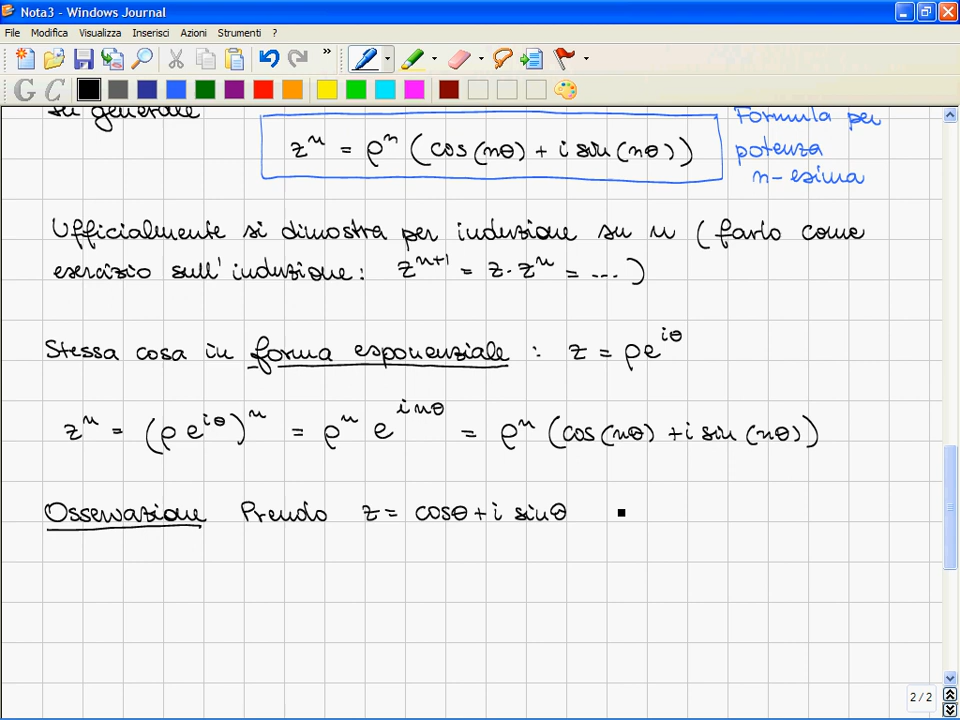 Nota3 - Windows Journal
File Modifica Visualizza Inserisci Azioni Strumenti ?
In generale
Formula per
z^n = ρ^n (cos(nθ) + i sin(nθ))
potenza
n-esima
Ufficialmente si dimostra per induzione su n (farlo come
esercizio sull'induzione: z^{n+1} = z · z^n = ....)
Stessa cosa in forma esponenziale : z = ρe^{iθ}
z^n = (ρ e^{iθ})^n = ρ^n e^{inθ} = ρ^n (cos(nθ) + i sin(nθ))
Osservazione Prendo z = cosθ + i sinθ
2 / 2